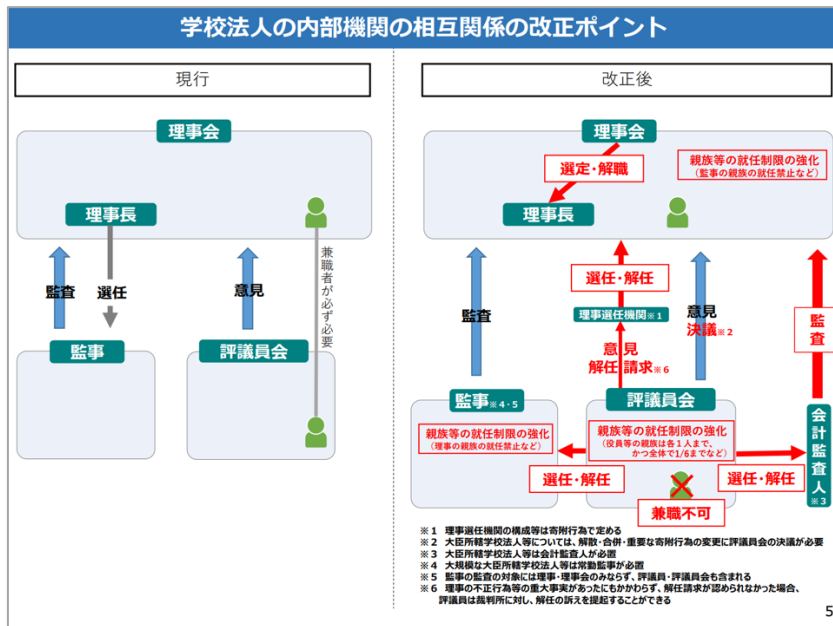 学校法人の内部機関の相互関係の改正ポイント
現行
理事会
理事長
監査
選任
意見
兼職者が必ず必要
監事
評議員会
改正後
理事会
選定・解職
親族等の就任制限の強化
(監事の親族の就任禁止など)
理事長
選任・解任
理事選任機関※1
監査
意見
解任請求※6
意見
決議※2
監査
監事※4・5
親族等の就任制限の強化
(理事の親族の就任禁止など)
評議員会
親族等の就任制限の強化
(役員等の親族は各1人まで、
かつ全体で1/6までなど)
選任・解任
選任・解任
兼職不可
会計監査人
※3
※1 理事選任機関の構成等は寄附行為で定める
※2 大臣所轄学校法人等については、解散・合併・重要な寄附行為の変更に評議員会の決議が必要
※3 大臣所轄学校法人等は会計監査人が必置
※4 大規模な大臣所轄学校法人等は常勤監事が必置
※5 監事の監査の対象には理事・理事会のみならず、評議員・評議員会も含まれる
※6 理事の不正行為等の重大事実があったにもかかわらず、解任請求が認められなかった場合、
評議員は裁判所に対し、解任の訴えを提起することができる
5